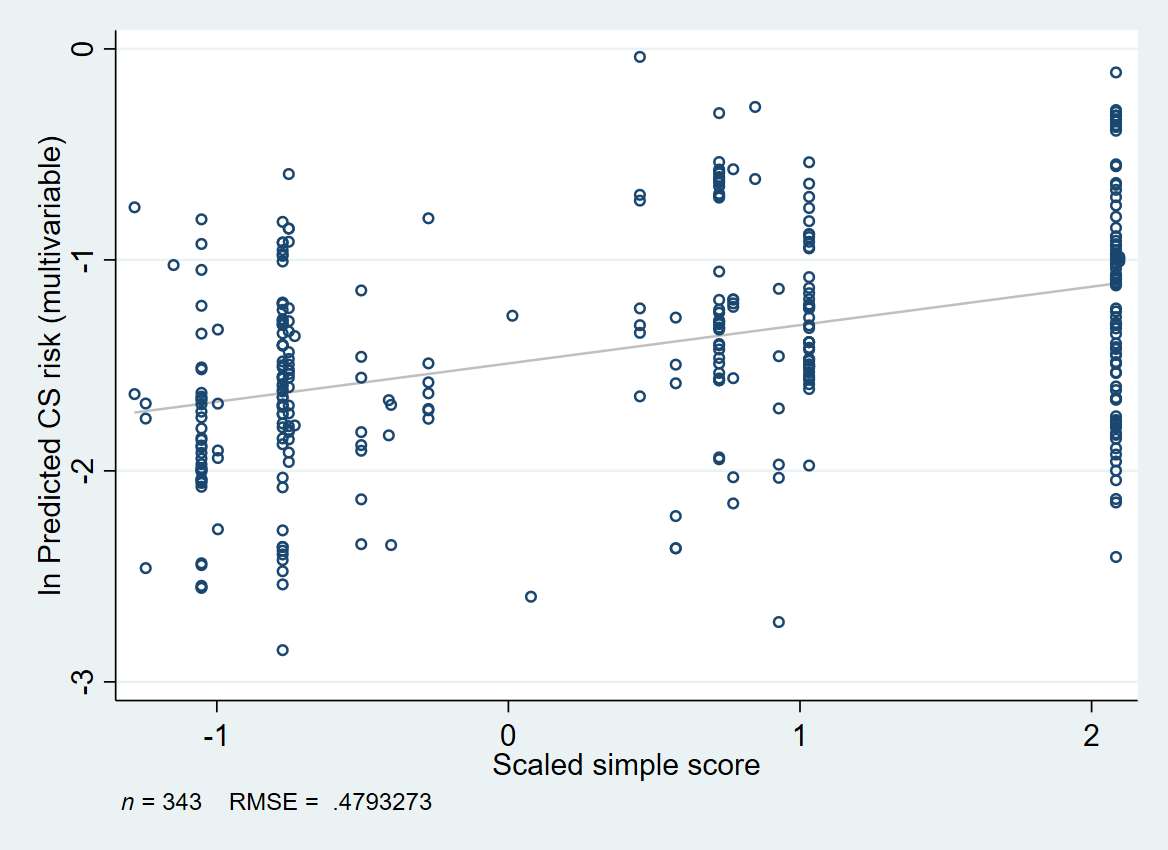 0
-1
-2
-3
ln Predicted CS risk (multivariable)
-1 0 1 2
Scaled simple score
n = 343 RMSE = .4793273